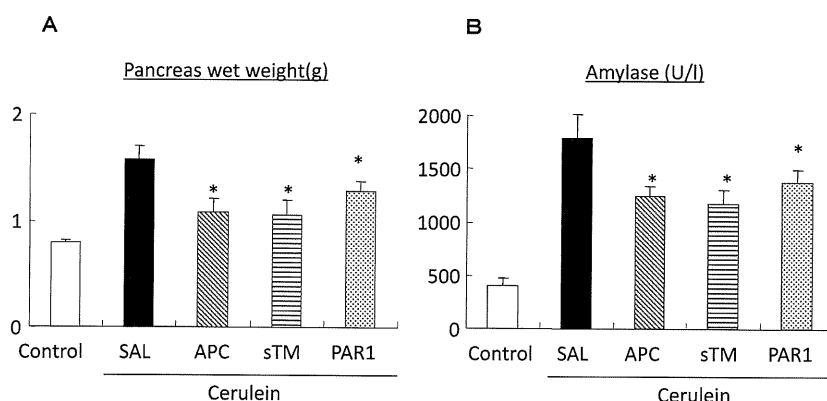 A
Pancreas wet weight(g)
2
1
0
*
*
*
Control
SAL
APC
sTM
PAR1
Cerulein
B
Amylase (U/l)
2000
1500
1000
500
0
*
*
*
Control
SAL
APC
sTM
PAR1
Cerulein